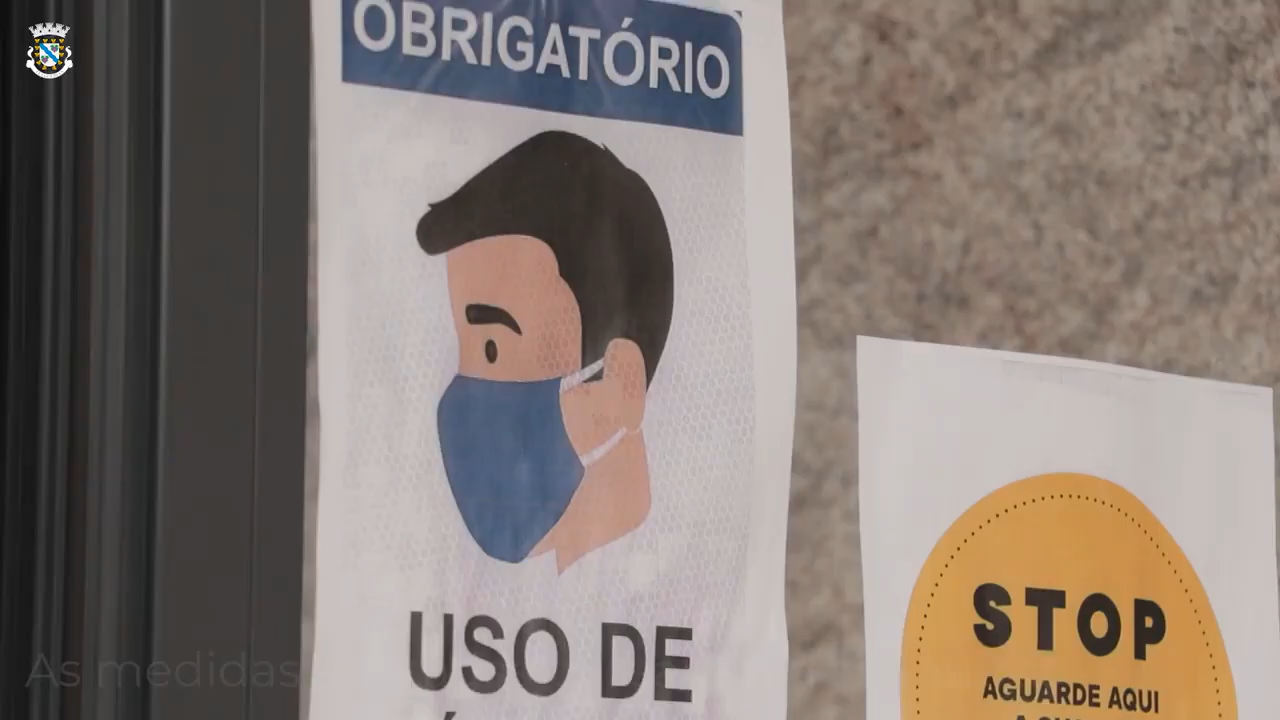 OBRIGATÓRIO
USO DE
STOP
AGUARDE AQUI
As medidas